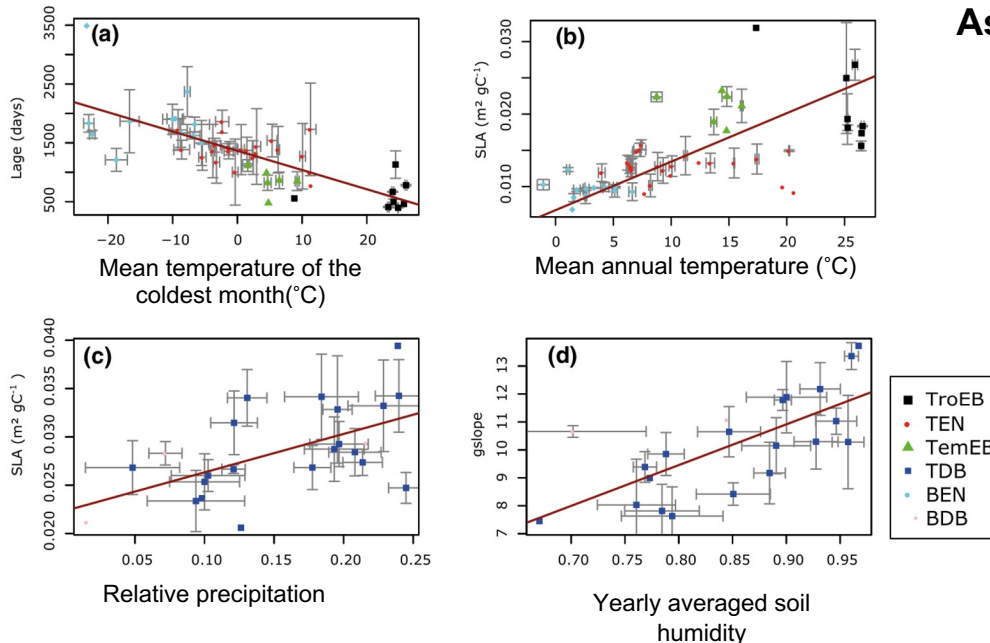 As
(a)
Lage (days)
3500
2500
1500
500
−20 −10 0 10 20
Mean temperature of the
coldest month(°C)
(b)
SLA (m² gC⁻¹)
0.030
0.020
0.010
0 5 10 15 20 25
Mean annual temperature (°C)
(c)
SLA (m² gC⁻¹)
0.040
0.035
0.030
0.025
0.020
0.05 0.10 0.15 0.20 0.25
Relative precipitation
(d)
gslope
13
12
11
10
9
8
7
0.70 0.75 0.80 0.85 0.90 0.95
Yearly averaged soil
humidity
TroEB
TEN
TemEB
TDB
BEN
BDB